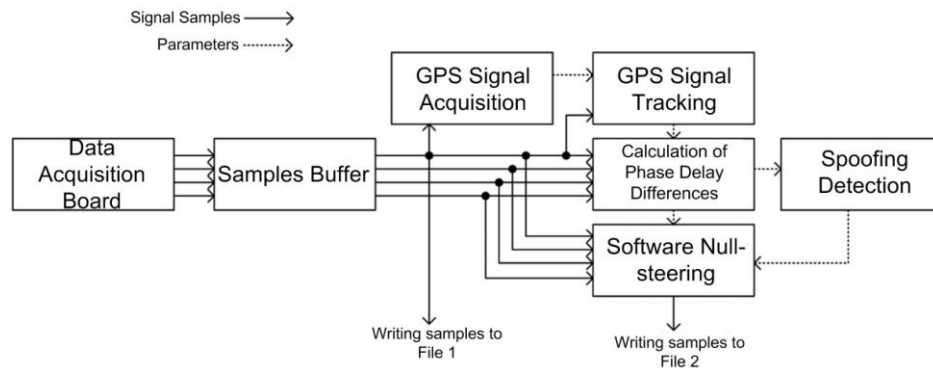 Signal Samples
Parameters
GPS Signal
Acquisition
GPS Signal
Tracking
Data
Acquisition
Board
Samples Buffer
Calculation of
Phase Delay
Differences
Spoofing
Detection
Software Null-
steering
Writing samples to
File 1
Writing samples to
File 2